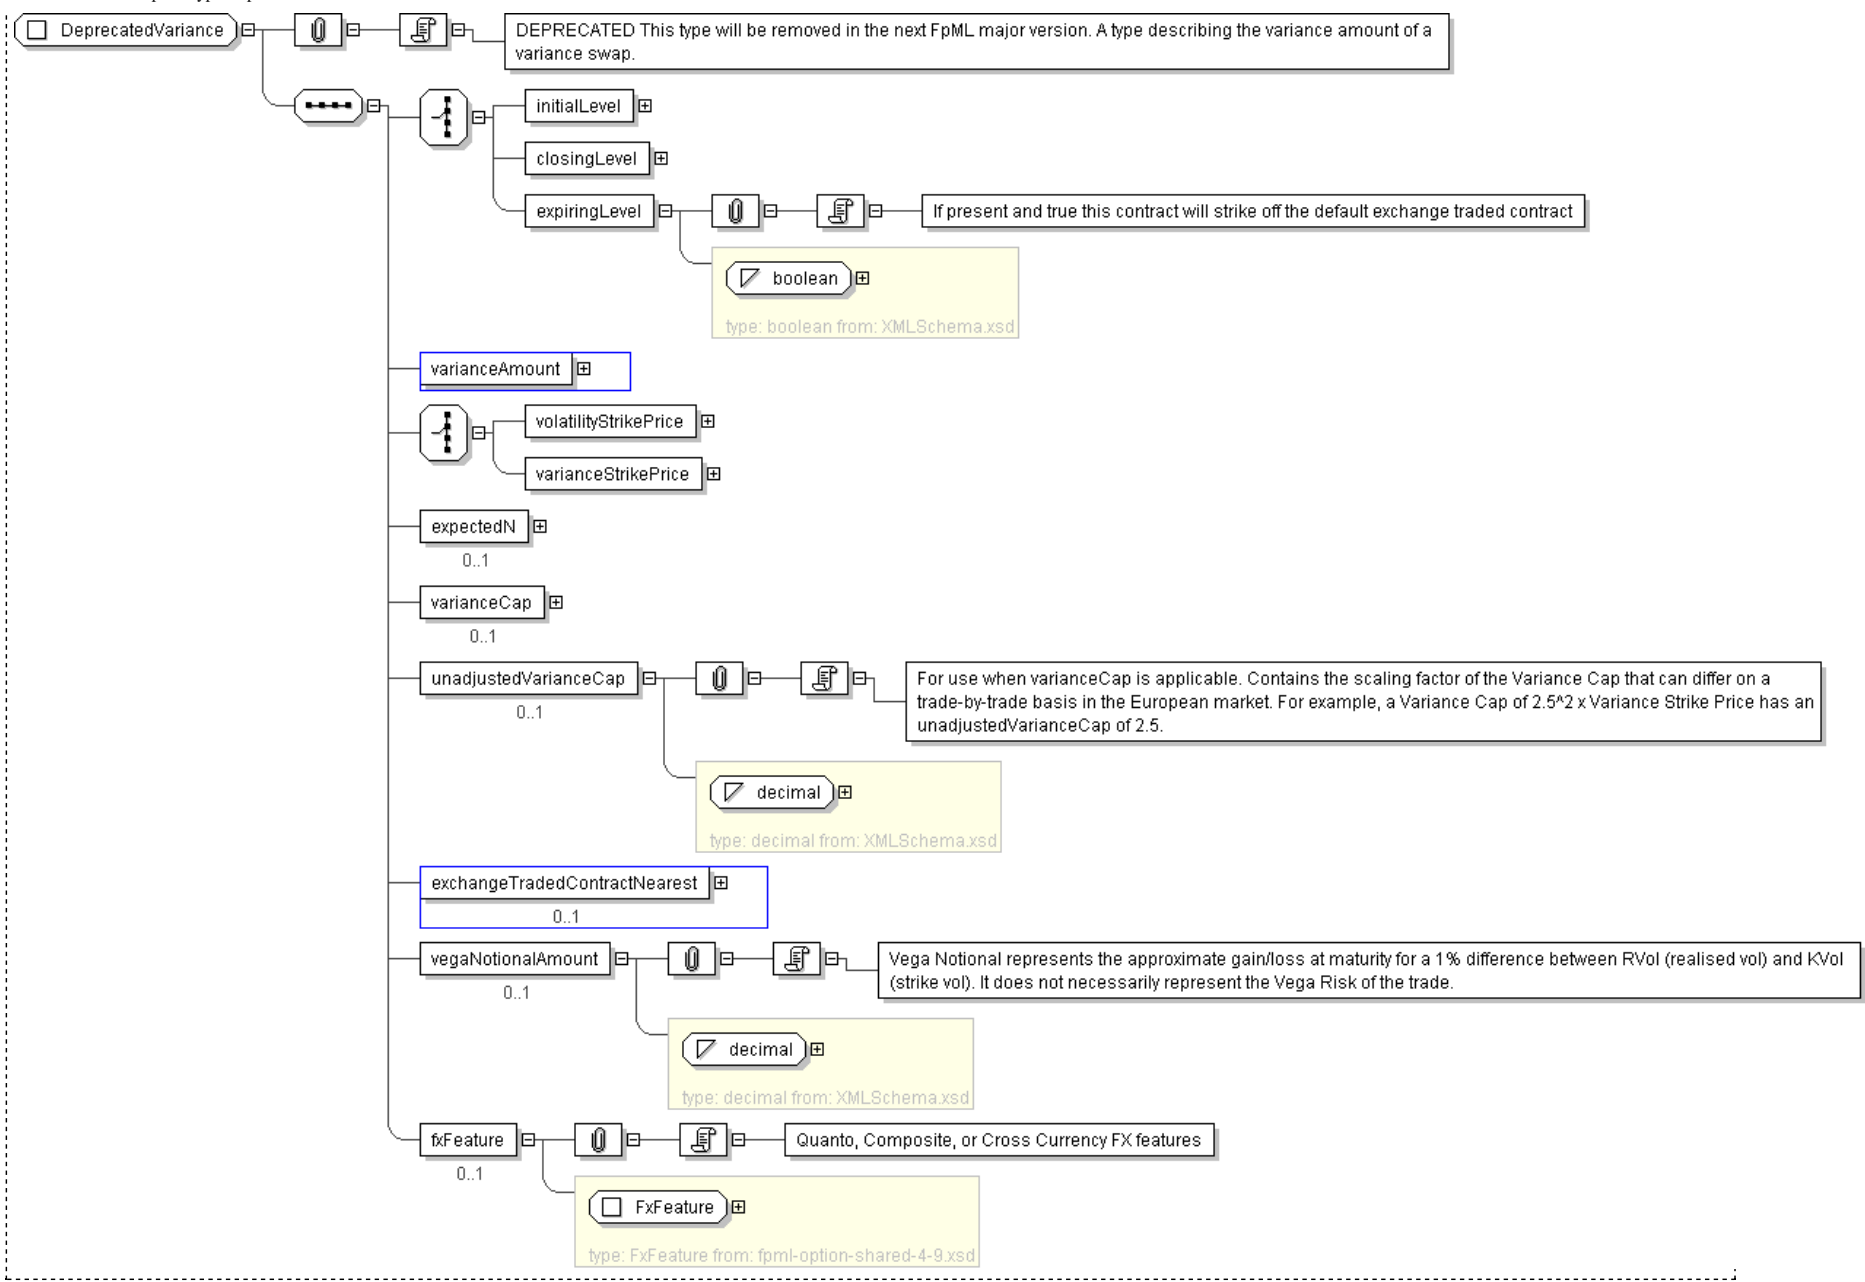 DeprecatedVariance
DEPRECATED This type will be removed in the next FpML major version. A type describing the variance amount of a
variance swap.
initialLevel
closingLevel
expiringLevel
If present and true this contract will strike off the default exchange traded contract
boolean
type: boolean from: XMLSchema.xsd
varianceAmount
volatilityStrikePrice
varianceStrikePrice
expectedN
0..1
varianceCap
0..1
unadjustedVarianceCap
0..1
For use when varianceCap is applicable. Contains the scaling factor of the Variance Cap that can differ on a
trade-by-trade basis in the European market. For example, a Variance Cap of 2.5^2 x Variance Strike Price has an
unadjustedVarianceCap of 2.5.
decimal
type: decimal from: XMLSchema.xsd
exchangeTradedContractNearest
0..1
vegaNotionalAmount
0..1
Vega Notional represents the approximate gain/loss at maturity for a 1% difference between RVol (realised vol) and KVol
(strike vol). It does not necessarily represent the Vega Risk of the trade.
decimal
type: decimal from: XMLSchema.xsd
fxFeature
0..1
Quanto, Composite, or Cross Currency FX features
FxFeature
type: FxFeature from: fpml-option-shared-4-9.xsd